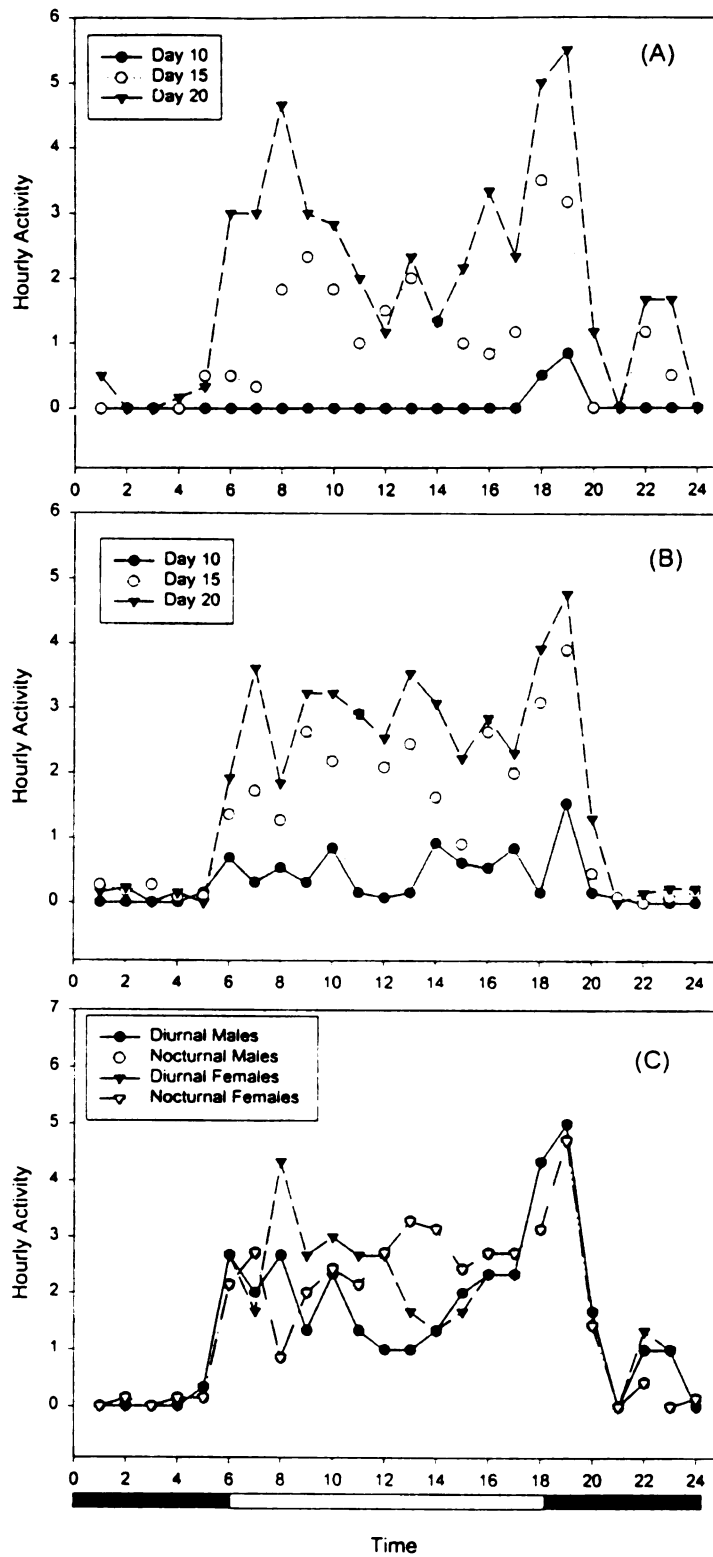 6
5
4
3
2
1
0
Hourly Activity
Day 10
Day 15
Day 20
(A)
0 2 4 6 8 10 12 14 16 18 20 22 24
6
5
4
3
2
1
0
Hourly Activity
Day 10
Day 15
Day 20
(B)
0 2 4 6 8 10 12 14 16 18 20 22 24
7
6
5
4
3
2
1
0
Hourly Activity
Diurnal Males
Nocturnal Males
Diurnal Females
Nocturnal Females
(C)
0 2 4 6 8 10 12 14 16 18 20 22 24
Time